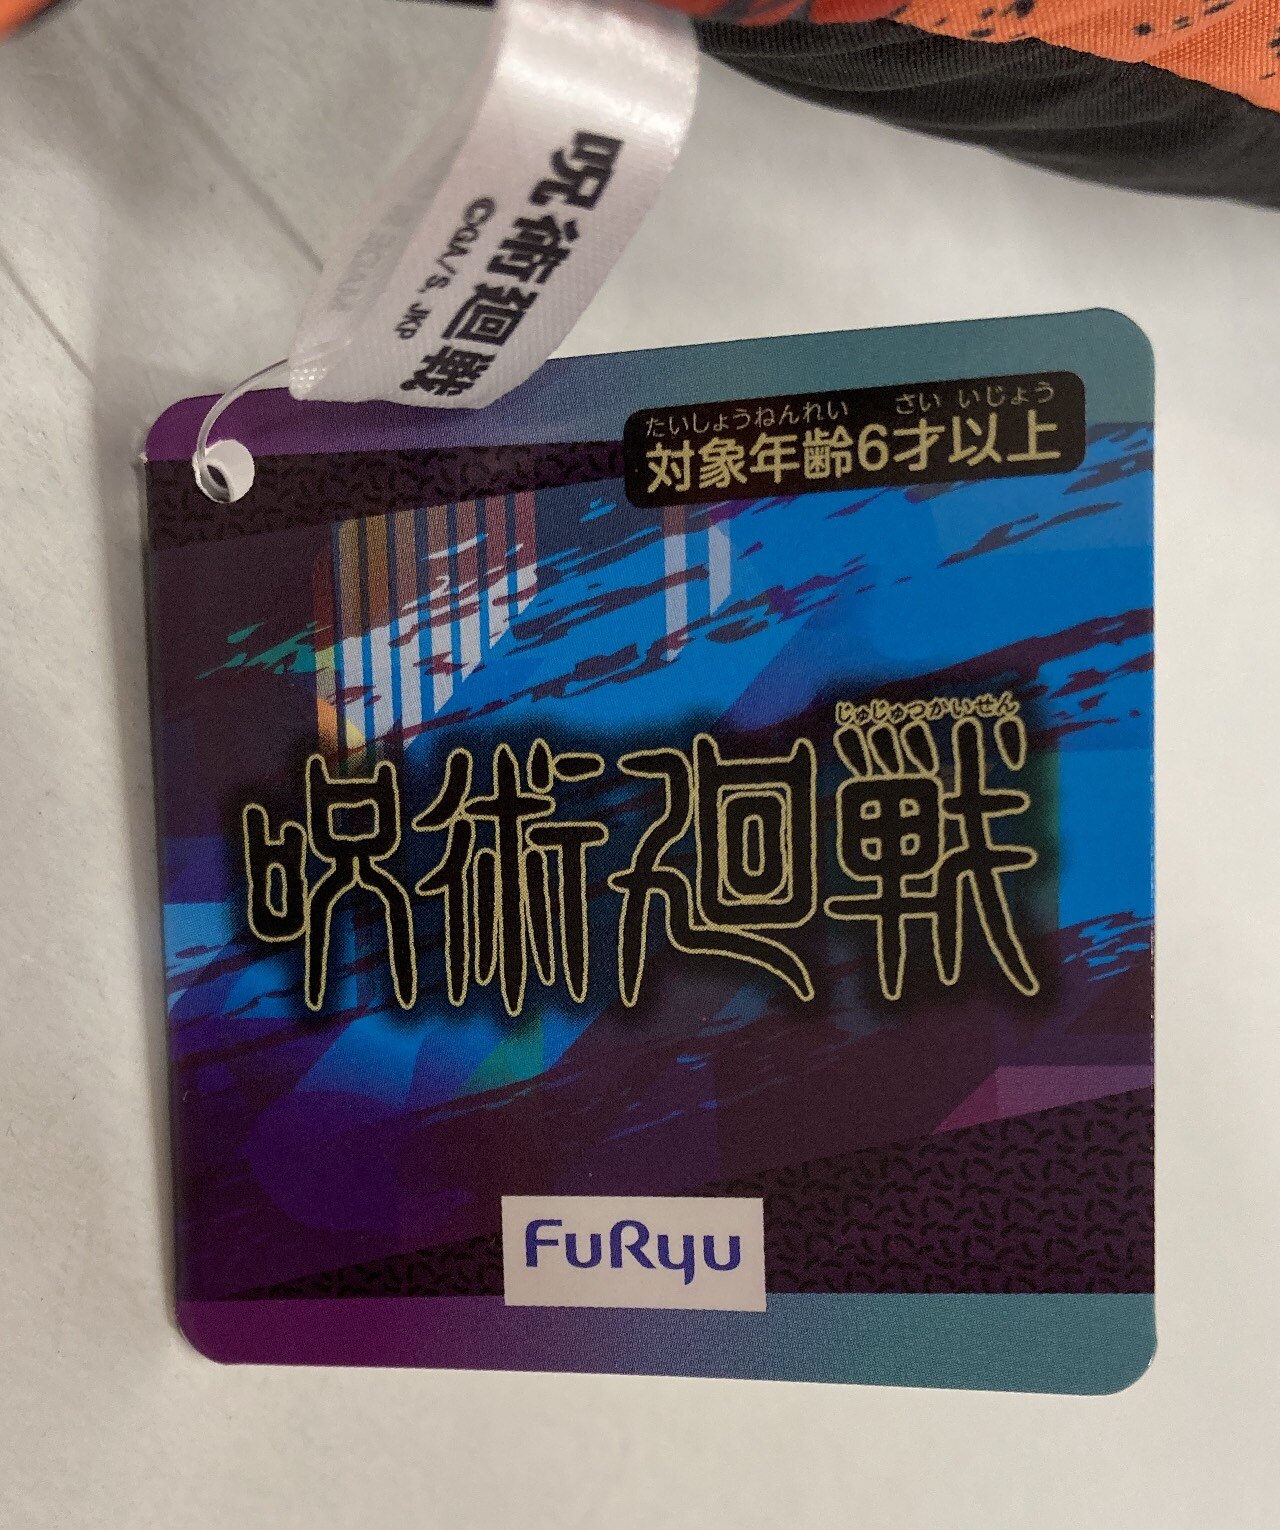 呪術廻戦
©GA/S, JKP
たいしょうねんれい さい いじょう
対象年齢6才以上
じゅじゅつかいせん
呪術廻戦
FuRyu